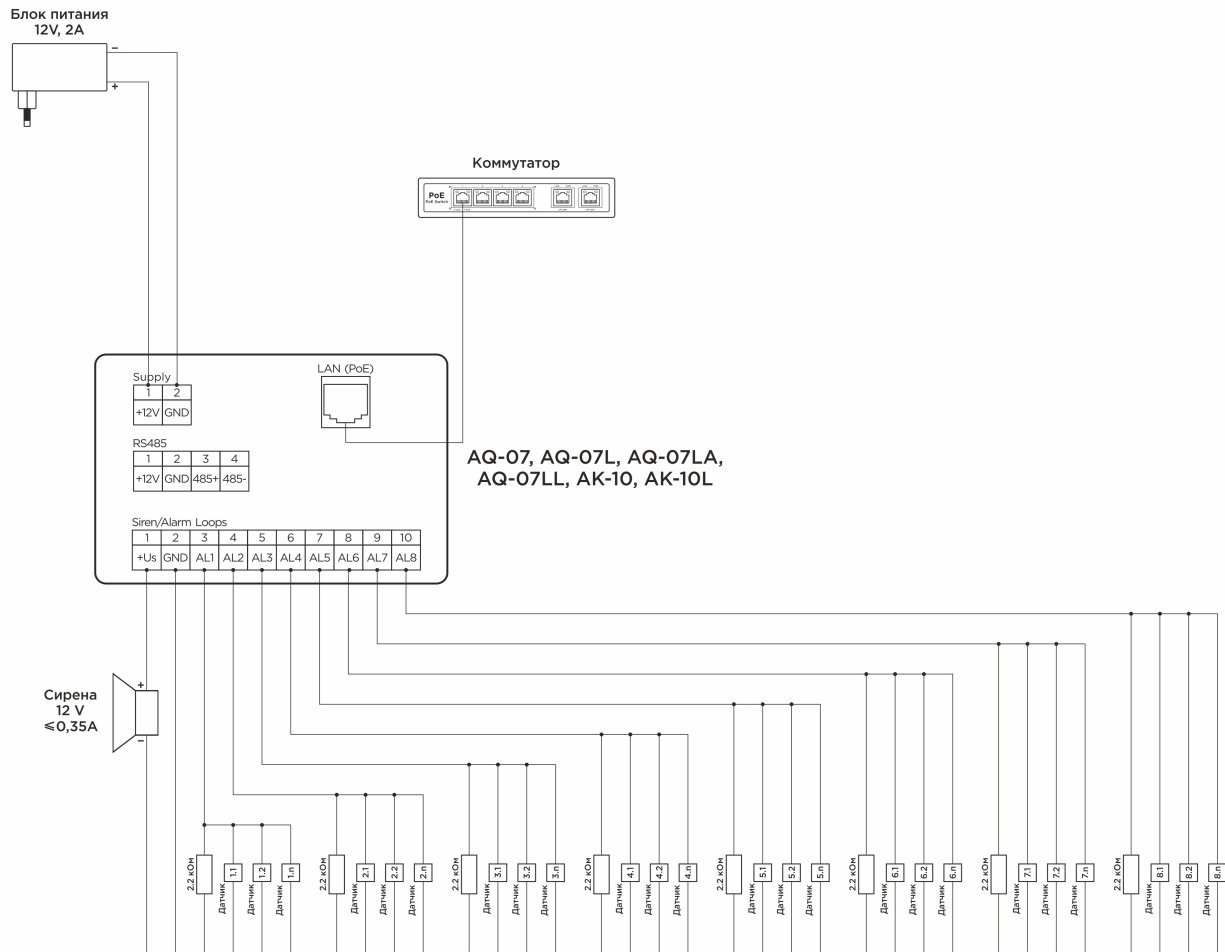 Блок питания
12V, 2A
−
+
Коммутатор
PoE
PoE Switch
LAN (PoE)
Supply
1 2
+12V GND
RS485
1 2 3 4
+12V GND 485+ 485-
AQ-07, AQ-07L, AQ-07LA,
AQ-07LL, AK-10, AK-10L
Siren/Alarm Loops
1 2 3 4 5 6 7 8 9 10
+Us GND AL1 AL2 AL3 AL4 AL5 AL6 AL7 AL8
Сирена
12 V
⩽0,35A
+
−
2.2 кОм
Датчик 1.1
Датчик 1.2
Датчик 1.n
2.2 кОм
Датчик 2.1
Датчик 2.2
Датчик 2.n
2.2 кОм
Датчик 3.1
Датчик 3.2
Датчик 3.n
2.2 кОм
Датчик 4.1
Датчик 4.2
Датчик 4.n
2.2 кОм
Датчик 5.1
Датчик 5.2
Датчик 5.n
2.2 кОм
Датчик 6.1
Датчик 6.2
Датчик 6.n
2.2 кОм
Датчик 7.1
Датчик 7.2
Датчик 7.n
2.2 кОм
Датчик 8.1
Датчик 8.2
Датчик 8.n